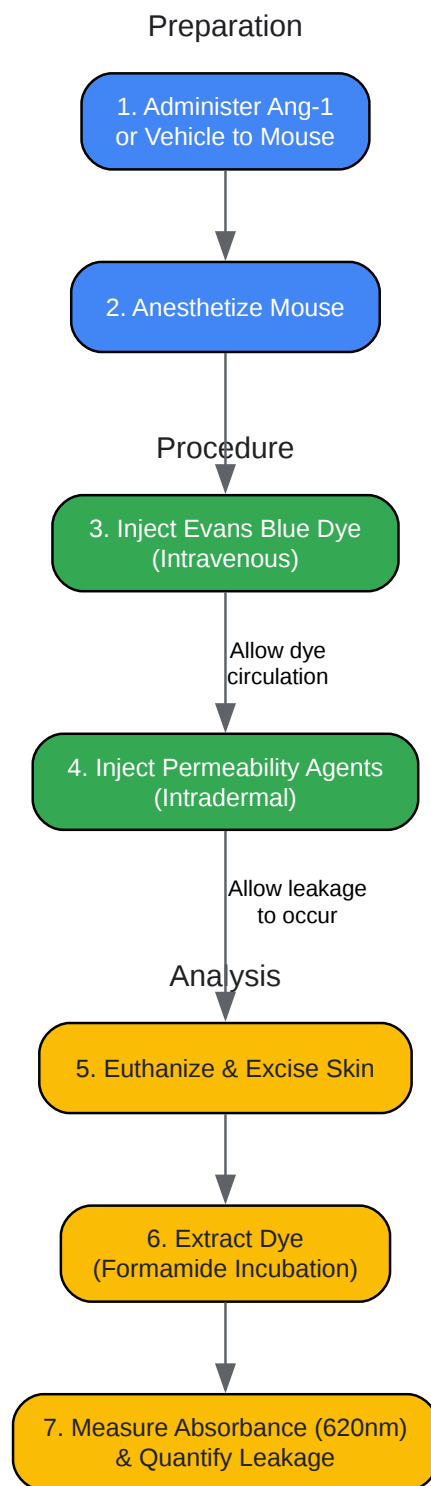 Preparation
1. Administer Ang-1
or Vehicle to Mouse
2. Anesthetize Mouse
Procedure
3. Inject Evans Blue Dye
(Intravenous)
Allow dye
circulation
4. Inject Permeability Agents
(Intradermal)
Allow leakage
to occur
Analysis
5. Euthanize & Excise Skin
6. Extract Dye
(Formamide Incubation)
7. Measure Absorbance (620nm)
& Quantify Leakage